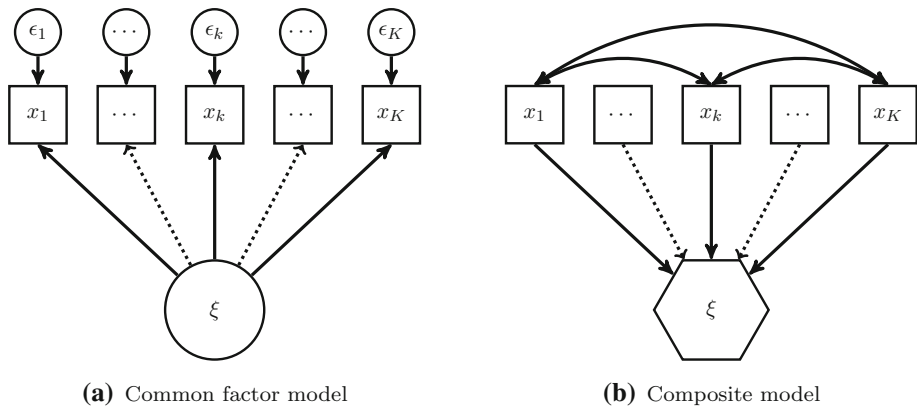 ϵ1 ... ϵk ... ϵK
x1 ... xk ... xK x1 ... xk ... xK
ξ ξ
(a) Common factor model (b) Composite model